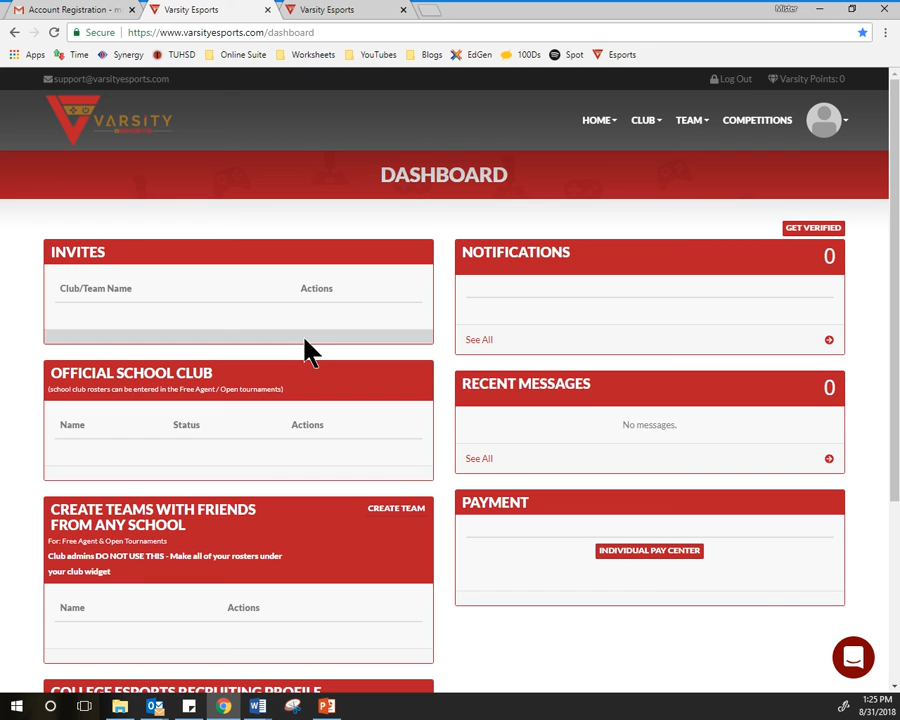 Account Registration - m
Varsity Esports
Varsity Esports
Mister
Secure
https://www.varsityesports.com/dashboard
Apps
Time
Synergy
TUHSD
Online Suite
Worksheets
YouTubes
Blogs
EdGen
100Ds
Spot
Esports
support@varsityesports.com
Log Out
Varsity Points: 0
VARSITY
HOME
CLUB
TEAM
COMPETITIONS
DASHBOARD
GET VERIFIED
INVITES
Club/Team Name Actions
NOTIFICATIONS 0
See All
OFFICIAL SCHOOL CLUB
(school club rosters can be entered in the Free Agent / Open tournaments)
Name Status Actions
RECENT MESSAGES 0
No messages.
See All
CREATE TEAMS WITH FRIENDS
FROM ANY SCHOOL
CREATE TEAM
For: Free Agent & Open Tournaments
Club admins DO NOT USE THIS - Make all of your rosters under
your club widget
Name Actions
PAYMENT
INDIVIDUAL PAY CENTER
COLLEGE ESPORTS RECRUITING PROFILE
1:25 PM
8/31/2018